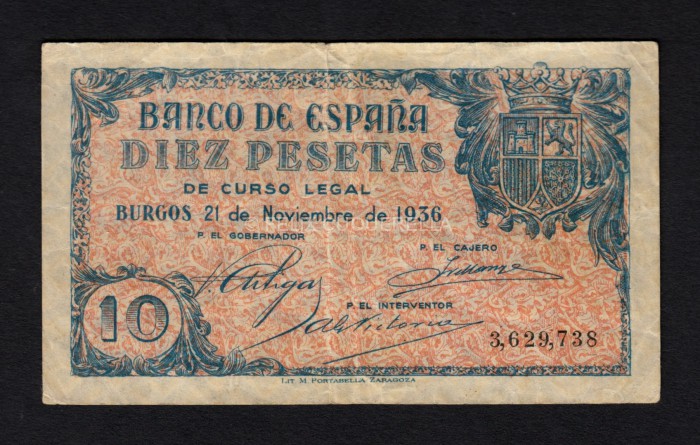 BANCO DE ESPAÑA
DIEZ PESETAS
DE CURSO LEGAL
BURGOS 21 de Noviembre de 1936
P. EL GOBERNADOR
P. EL CAJERO
P. EL INTERVENTOR
10
3,629,738
LIT. M. PORTABELLA ZARAGOZA